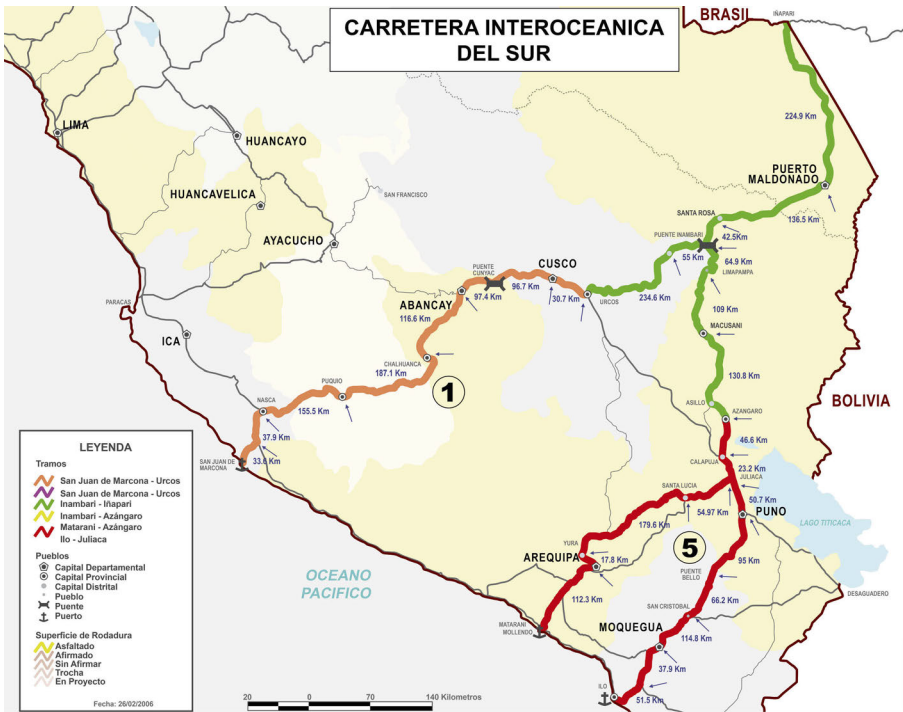 CARRETERA INTEROCEANICA
DEL SUR
BRASIL
IÑAPARI
224.9 Km
LIMA
HUANCAYO
PUERTO
MALDONADO
HUANCAVELICA
SAN FRANCISCO
SANTA ROSA
136.5 Km
PUENTE INAMBARI
42.5Km
AYACUCHO
55 Km
64.9 Km
LIMAPAMPA
PUENTE
CUNYAC
CUSCO
96.7 Km
30.7 Km
URCOS
234.6 Km
ABANCAY
97.4 Km
109 Km
PARACAS
116.6 Km
MACUSANI
ICA
CHALHUANCA
187.1 Km
130.8 Km
PUQUIO
1
NASCA
155.5 Km
ASILLO
AZANGARO
BOLIVIA
37.9 Km
46.6 Km
SAN JUAN DE
MARCONA
33.6 Km
CALAPUJA
23.2 Km
JULIACA
SANTA LUCIA
50.7 Km
54.97 Km
PUNO
179.6 Km
LAGO TITICACA
YURA
5
AREQUIPA
17.8 Km
95 Km
PUENTE
BELLO
OCEANO
PACIFICO
112.3 Km
66.2 Km
DESAGUADERO
SAN CRISTOBAL
MATARANI
MOLLENDO
114.8 Km
MOQUEGUA
37.9 Km
ILO
51.5 Km
LEYENDA
Tramos
San Juan de Marcona - Urcos
San Juan de Marcona - Urcos
Inambari - Iñapari
Inambari - Azángaro
Matarani - Azángaro
Ilo - Juliaca
Pueblos
Capital Departamental
Capital Provincial
Capital Distrital
Pueblo
Puente
Puerto
Superficie de Rodadura
Asfaltado
Afirmado
Sin Afirmar
Trocha
En Proyecto
Fecha: 26/02/2006
20 0 70 140 Kilometros